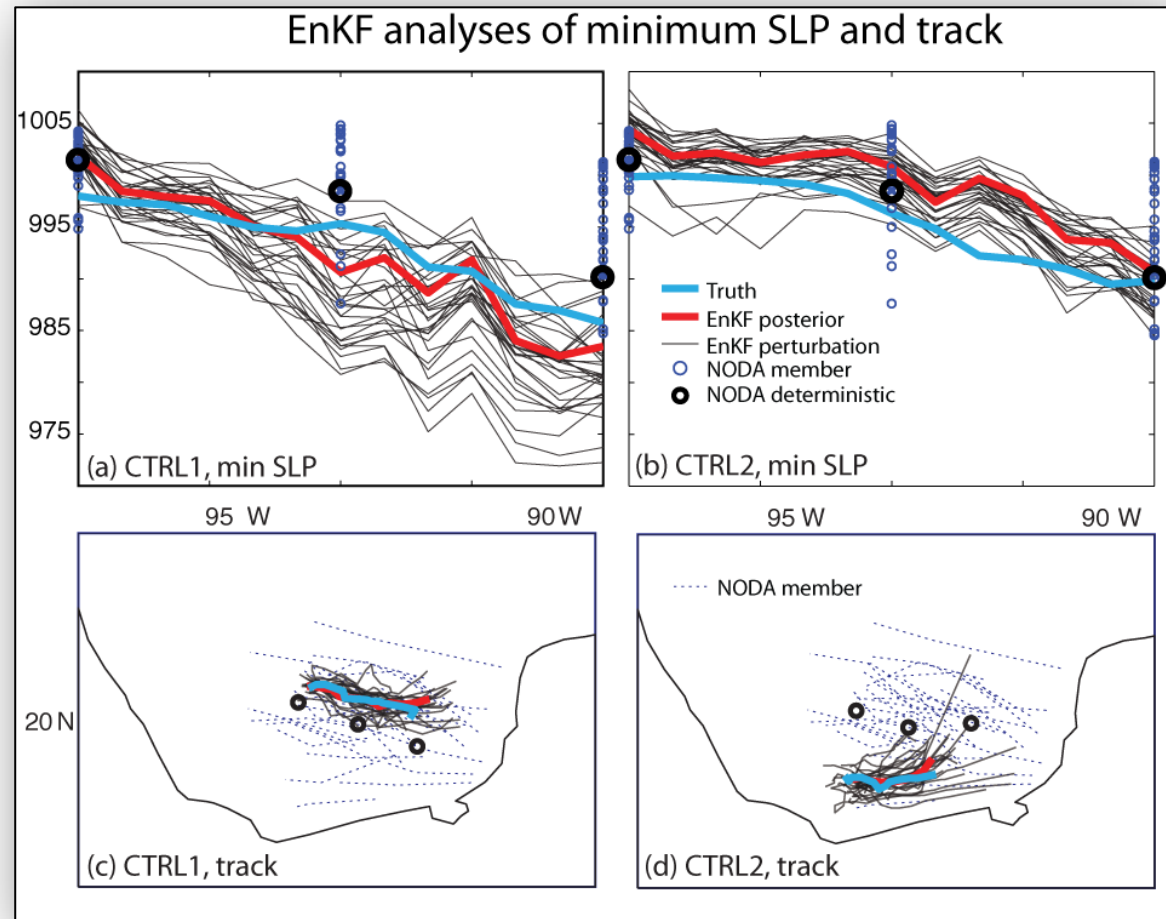 EnKF analyses of minimum SLP and track
1005
995
985
975
Truth
EnKF posterior
EnKF perturbation
NODA member
NODA deterministic
(a) CTRL1, min SLP
(b) CTRL2, min SLP
95 W
90 W
95 W
90 W
20 N
NODA member
(c) CTRL1, track
(d) CTRL2, track